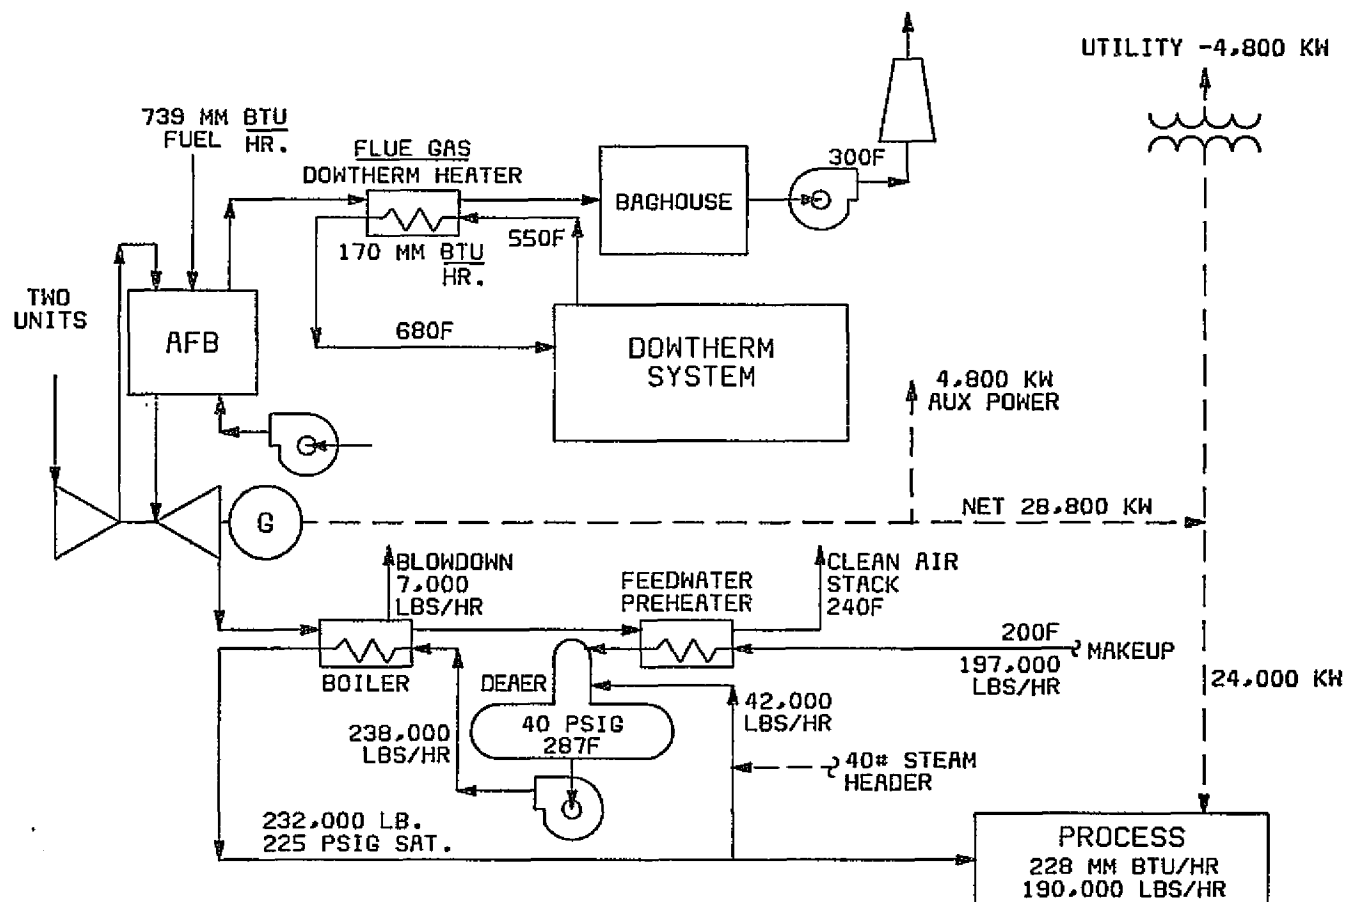 UTILITY -4,800 KW
739 MM BTU
FUEL HR.
FLUE GAS
DOWTHERM HEATER
300F
BAGHOUSE
550F
170 MM BTU
HR.
TWO
UNITS
AFB
680F
DOWTHERM
SYSTEM
4,800 KW
AUX POWER
G
NET 28,800 KW
BLOWDOWN
7,000
LBS/HR
FEEDWATER
PREHEATER
CLEAN AIR
STACK
240F
200F
MAKEUP
197,000
LBS/HR
BOILER
DEAER
24,000 KW
42,000
LBS/HR
40 PSIG
287F
238,000
LBS/HR
40# STEAM
HEADER
232,000 LB.
225 PSIG SAT.
PROCESS
228 MM BTU/HR
190,000 LBS/HR